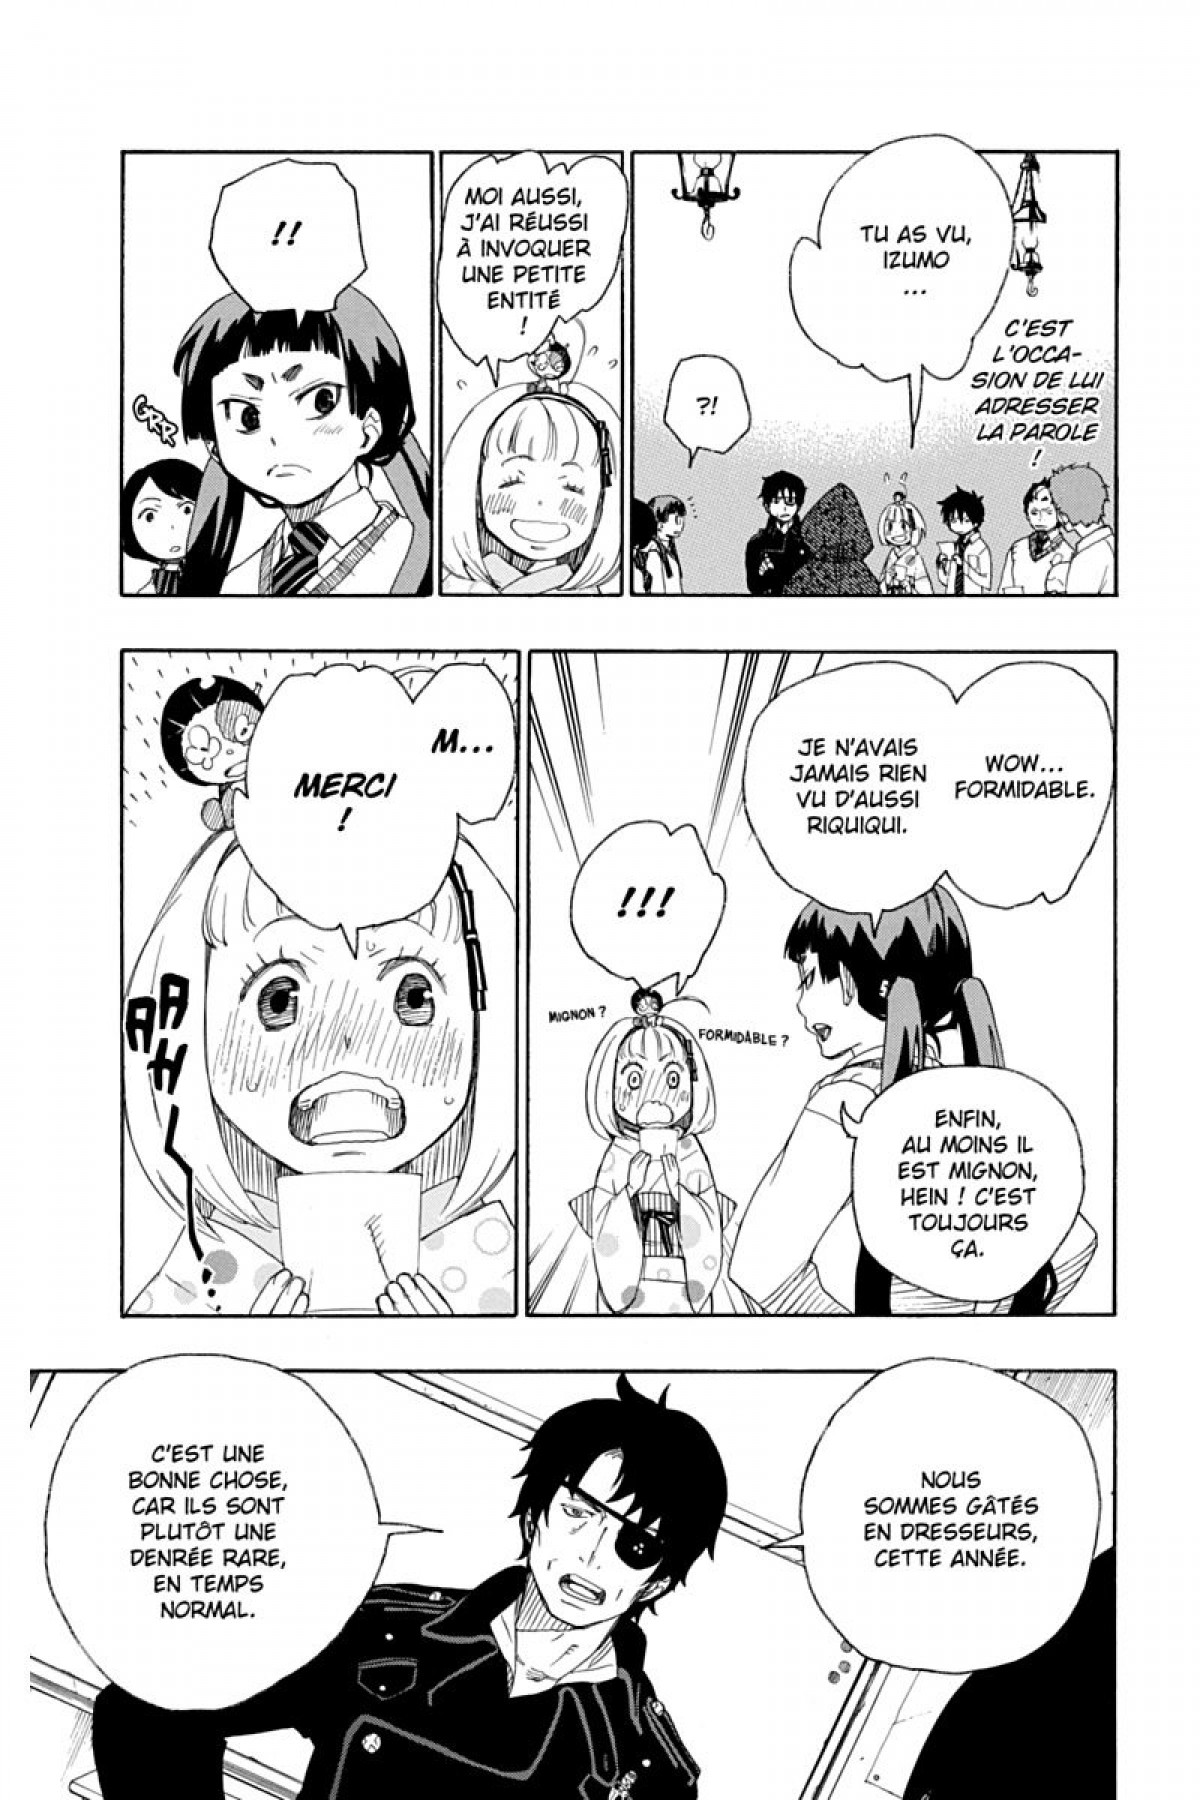 TU AS VU,
IZUMO
...
C'EST
L'OCCA-
SION DE LUI
ADRESSER
LA PAROLE
!
?!
MOI AUSSI,
J'AI RÉUSSI
À INVOQUER
UNE PETITE
ENTITÉ
!
!!
GRR
WOW...
FORMIDABLE.
JE N'AVAIS
JAMAIS RIEN
VU D'AUSSI
RIQUIQUI.
!!!
MIGNON ?
FORMIDABLE ?
ENFIN,
AU MOINS IL
EST MIGNON,
HEIN ! C'EST
TOUJOURS
ÇA.
M...
MERCI
!
AAH
NOUS
SOMMES GÂTÉS
EN DRESSEURS,
CETTE ANNÉE.
C'EST UNE
BONNE CHOSE,
CAR ILS SONT
PLUTÔT UNE
DENRÉE RARE,
EN TEMPS
NORMAL.